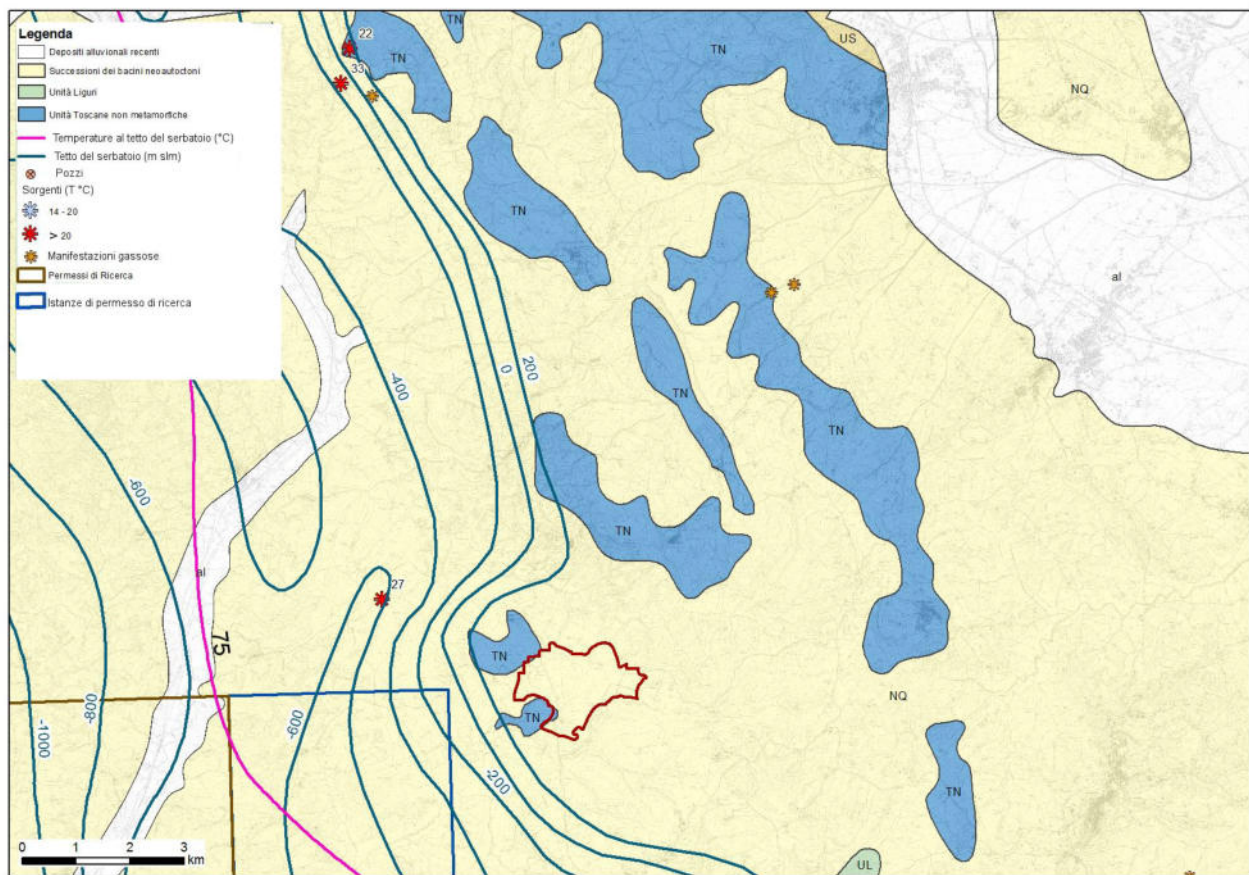 Legenda
Depositi alluvionali recenti
Successioni dei bacini neoautoctoni
Unità Liguri
Unità Toscane non metamorfiche
Temperature al tetto del serbatoio (°C)
Tetto del serbatoio (m slm)
Pozzi
Sorgenti (T °C)
14 - 20
> 20
Manifestazioni gassose
Permessi di Ricerca
Istanze di permesso di ricerca
22
TN
TN
33
TN
US
NQ
TN
al
200
0
-400
TN
TN
-600
TN
al
27
75
TN
NQ
TN
-600
-800
-1000
-200
TN
UL
0 1 2 3
km